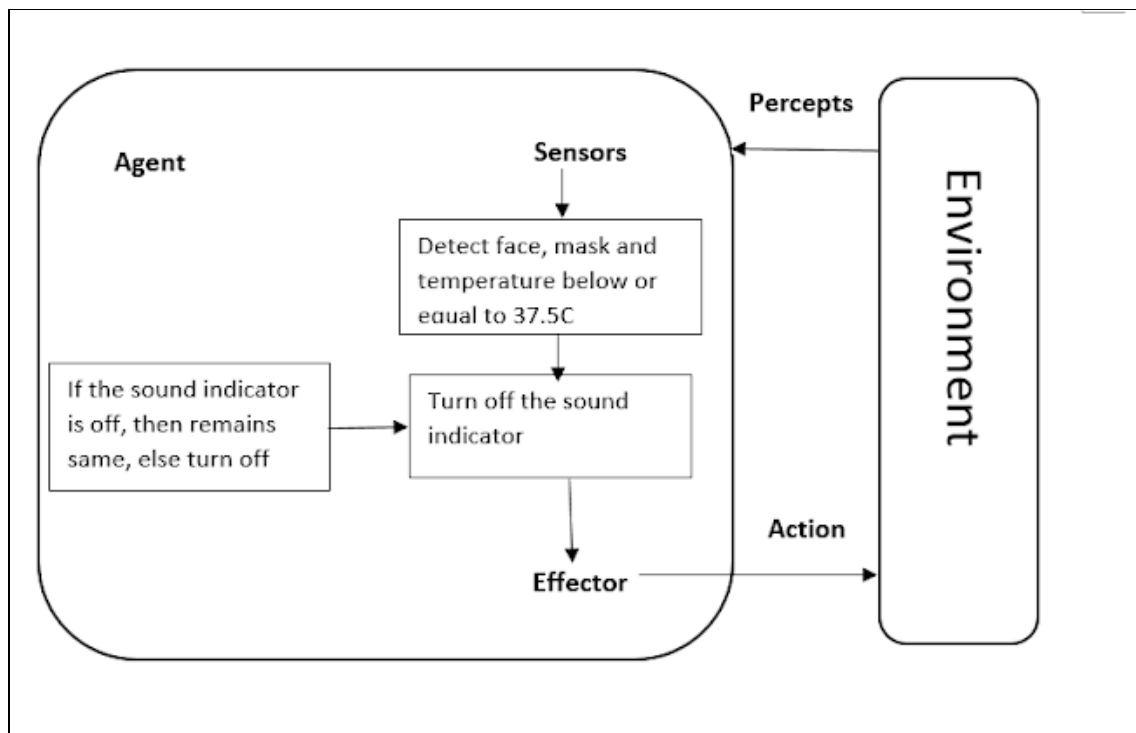 Percepts
Agent
Sensors
Detect face, mask and
temperature below or
equal to 37.5C
If the sound indicator
is off, then remains
same, else turn off
Turn off the sound
indicator
Environment
Action
Effector